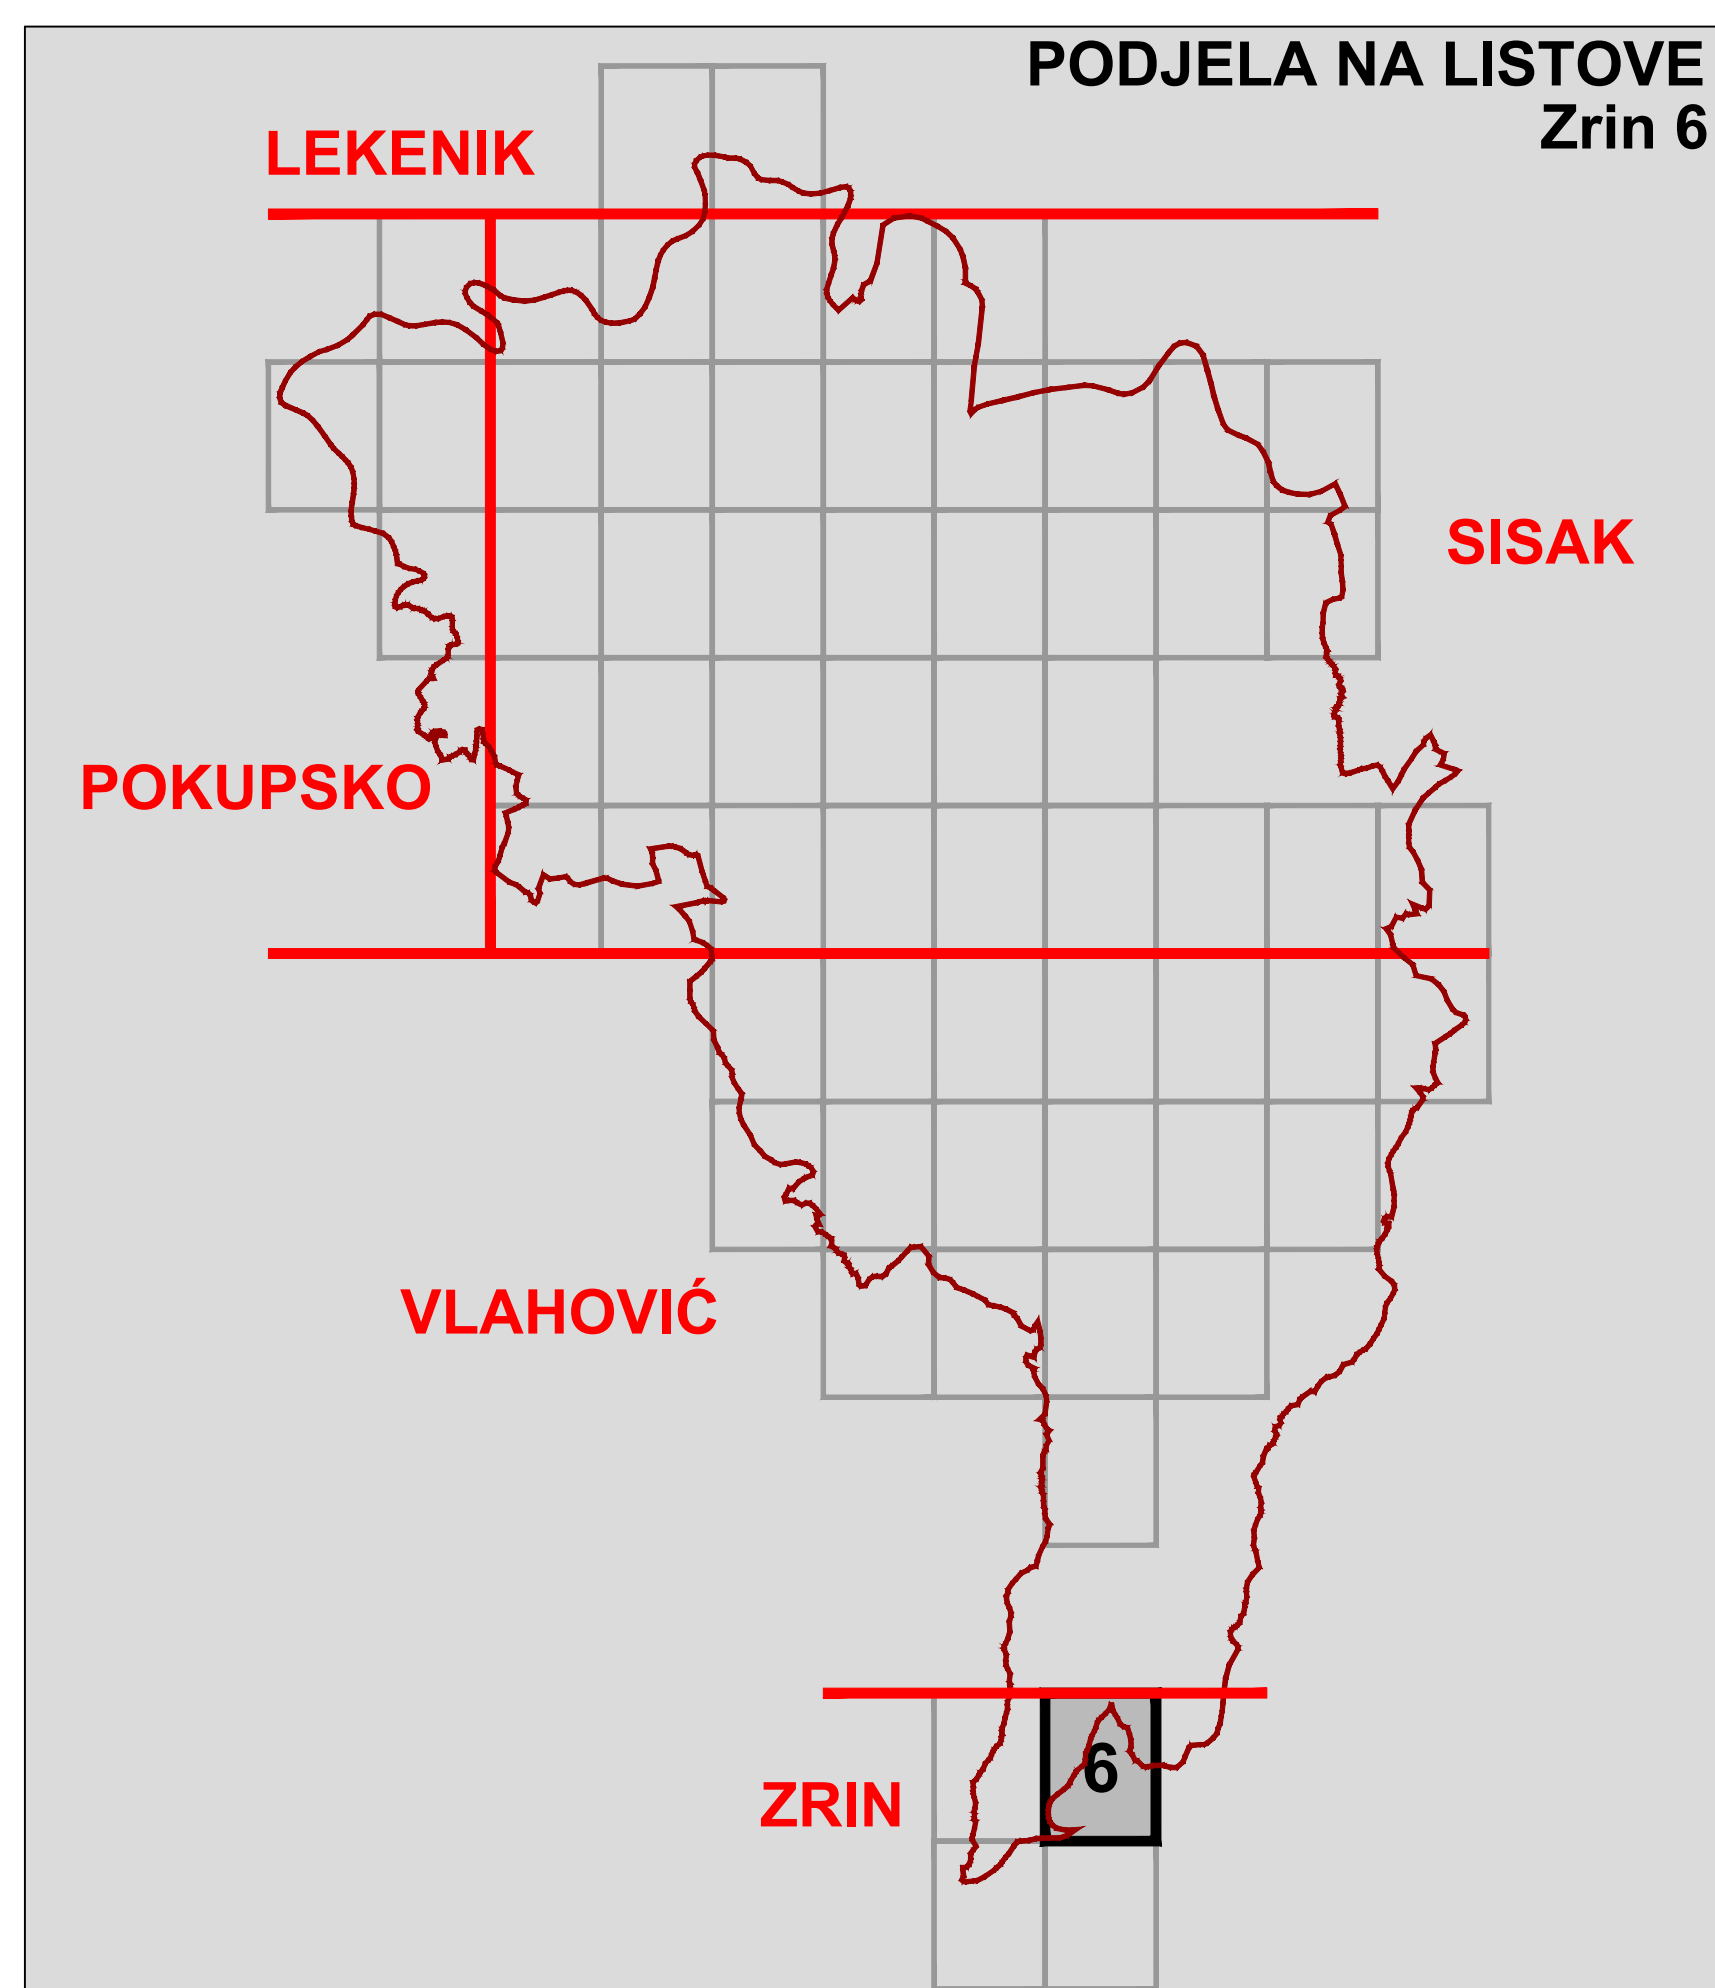 PODJELA NA LISTOVE
Zrin 6
LEKENIK
SISAK
POKUPSKO
VLAHOVIĆ
ZRIN
6